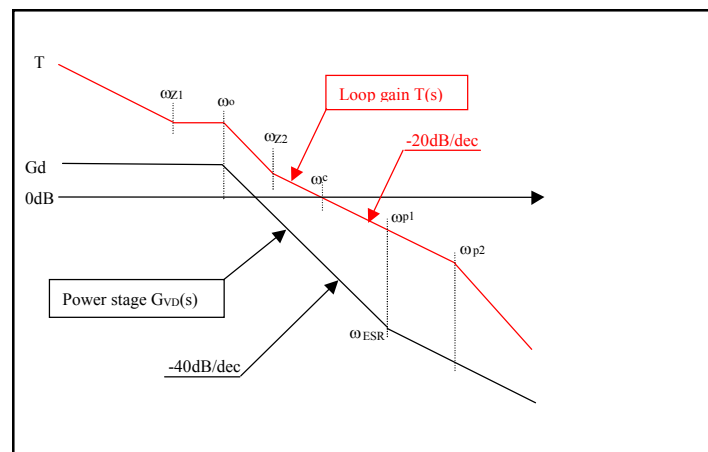 T
ωZ1
ωo
Loop gain T(s)
ωZ2
-20dB/dec
Gd
ωc
0dB
ωp1
ωp2
Power stage GVD(s)
ωESR
-40dB/dec